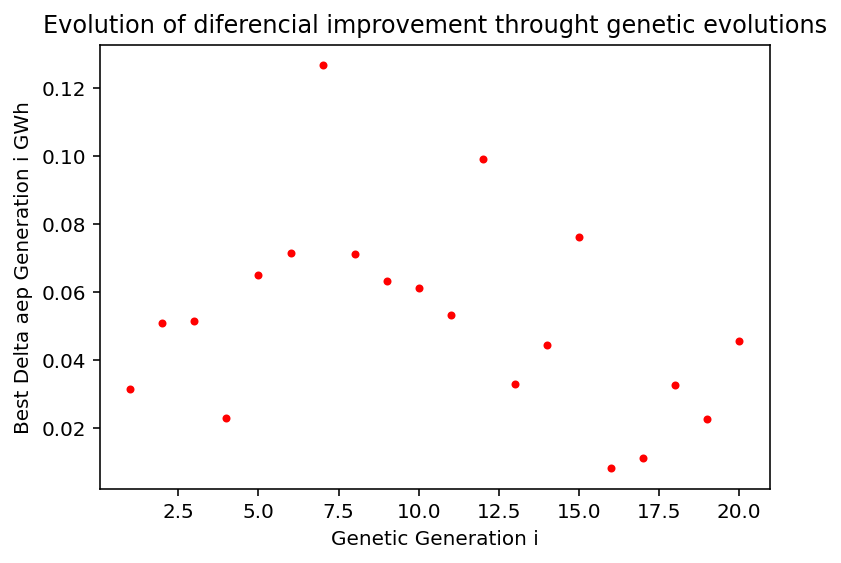 Evolution of diferencial improvement throught genetic evolutions
Best Delta aep Generation i GWh
0.12
0.10
0.08
0.06
0.04
0.02
2.5 5.0 7.5 10.0 12.5 15.0 17.5 20.0
Genetic Generation i